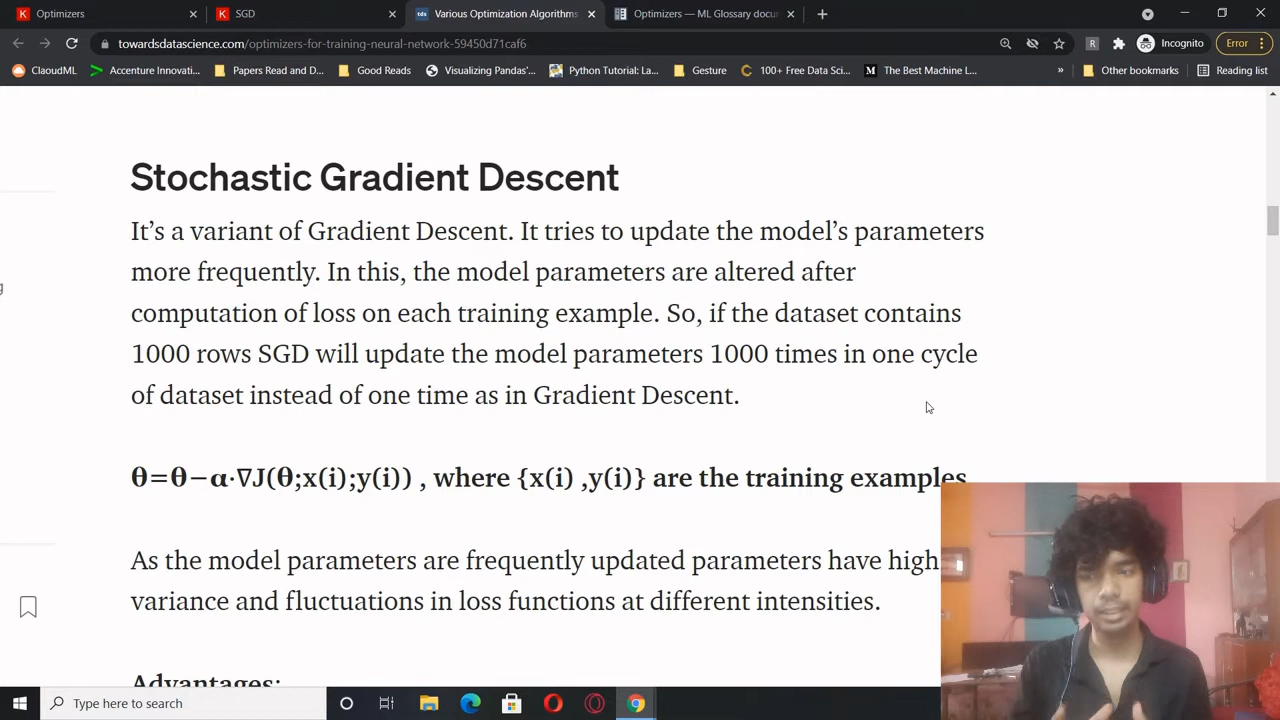 Optimizers
SGD
tds Various Optimization Algorithms
Optimizers — ML Glossary docu
towardsdatascience.com/optimizers-for-training-neural-network-59450d71caf6
R
Incognito
Error
ClaoudML
Accenture Innovati...
Papers Read and D...
Good Reads
Visualizing Pandas'...
Python Tutorial: La...
Gesture
100+ Free Data Sci...
The Best Machine L...
»
Other bookmarks
Reading list
Stochastic Gradient Descent
It's a variant of Gradient Descent. It tries to update the model's parameters
more frequently. In this, the model parameters are altered after
computation of loss on each training example. So, if the dataset contains
1000 rows SGD will update the model parameters 1000 times in one cycle
of dataset instead of one time as in Gradient Descent.
θ=θ−α⋅∇J(θ;x(i);y(i)) , where {x(i) ,y(i)} are the training examples
As the model parameters are frequently updated parameters have high
variance and fluctuations in loss functions at different intensities.
Advantages:
Type here to search